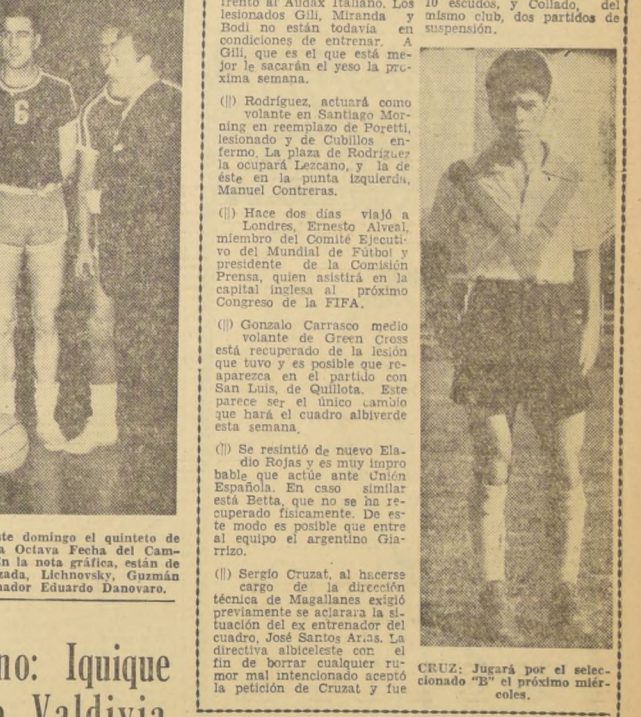 6
ste domingo el quinteto de
a Octava Fecha del Cam-
n la nota gráfica, están de
zada, Lichnovsky, Guzmán
nador Eduardo Danovaro.
no: Iquique
Valdivia
frento al Audax Italiano. Los
lesionados Gili, Miranda y
Bodi no están todavía en
condiciones de entrenar. A
Gili, que es el que está me-
jor le sacarán el yeso la pro-
xima semana.
(||) Rodríguez, actuará como
volante en Santiago Mor-
ning en reemplazo de Poretti,
lesionado y de Cubillos en-
fermo. La plaza de Rodríguez
la ocupará Lezcano, y la de
éste en la punta izquierda,
Manuel Contreras.
(||) Hace dos días viajó a
Londres, Ernesto Alveal,
miembro del Comité Ejecuti-
vo del Mundial de Fútbol y
presidente de la Comisión
Prensa, quien asistirá en la
capital inglesa al próximo
Congreso de la FIFA.
(||) Gonzalo Carrasco medio
volante de Green Cross
está recuperado de la lesión
que tuvo y es posible que re-
aparezca en el partido con
San Luis, de Quillota. Este
parece ser el único cambio
que hará el cuadro albiverde
esta semana.
(||) Se resintió de nuevo Ela-
dio Rojas y es muy impro
bable que actúe ante Unión
Española. En caso similar
está Betta, que no se ha re-
cuperado físicamente. De es-
te modo es posible que entre
al equipo el argentino Gia-
rrizo.
(||) Sergio Cruzat, al hacerse
cargo de la dirección
técnica de Magallanes exigió
previamente se aclarara la si-
tuación del ex entrenador del
cuadro, José Santos Arias. La
directiva albiceleste con el
fin de borrar cualquier ru-
mor mal intencionado aceptó
la petición de Cruzat y fue
10 escudos, y Collado, del
mismo club, dos partidos de
suspensión.
CRUZ: Jugará por el selec-
cionado "B" el próximo miér-
coles.